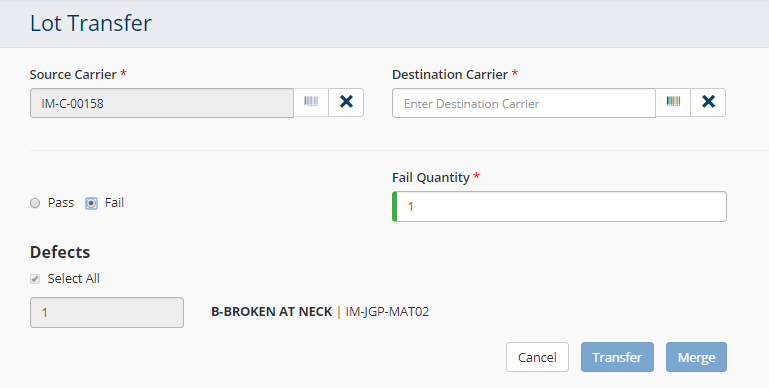 Lot Transfer
Source Carrier * Destination Carrier *
IM-C-00158 Enter Destination Carrier
Fail Quantity *
Pass Fail 1
Defects
Select All
1 B-BROKEN AT NECK | IM-JGP-MAT02
Cancel Transfer Merge